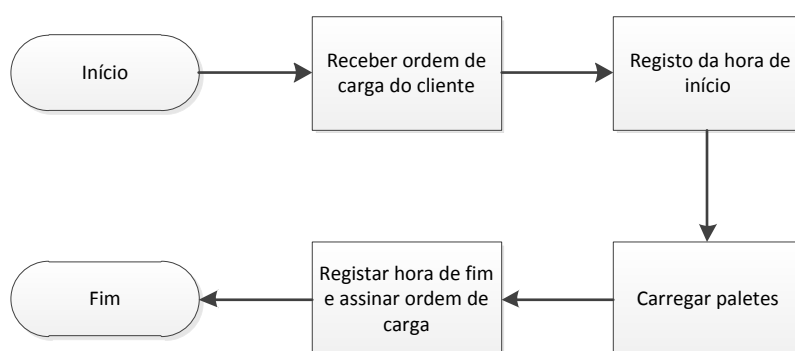 Início
Receber ordem de
carga do cliente
Registo da hora de
início
Carregar paletes
Registar hora de fim
e assinar ordem de
carga
Fim